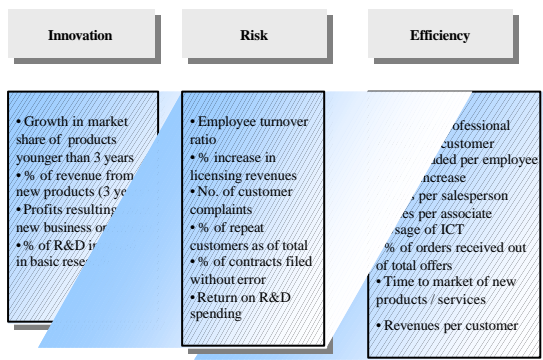 Innovation
Risk
Efficiency
• Growth in market
share of products
younger than 3 years
• % of revenue from
new products (3
• Profits resulting
new business
• % of R&D
in basic
• Employee turnover
ratio
• % increase in
licensing revenues
• No. of customer
complaints
• % of repeat
customers as of total
• % of contracts filed
without error
• Return on R&D
spending
customer
per employee
increase
per salesperson
per associate
of ICT
% of orders received out
of total offers
• Time to market of new
products / services
• Revenues per customer